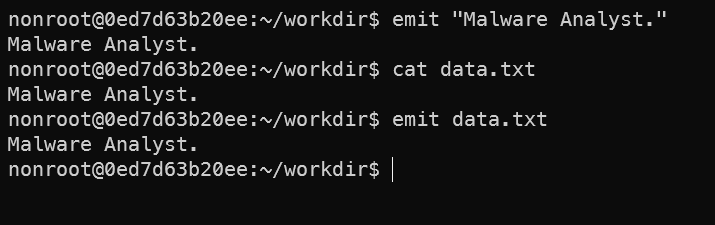 nonroot@0ed7d63b20ee:~/workdir$ emit "Malware Analyst."
Malware Analyst.
nonroot@0ed7d63b20ee:~/workdir$ cat data.txt
Malware Analyst.
nonroot@0ed7d63b20ee:~/workdir$ emit data.txt
Malware Analyst.
nonroot@0ed7d63b20ee:~/workdir$